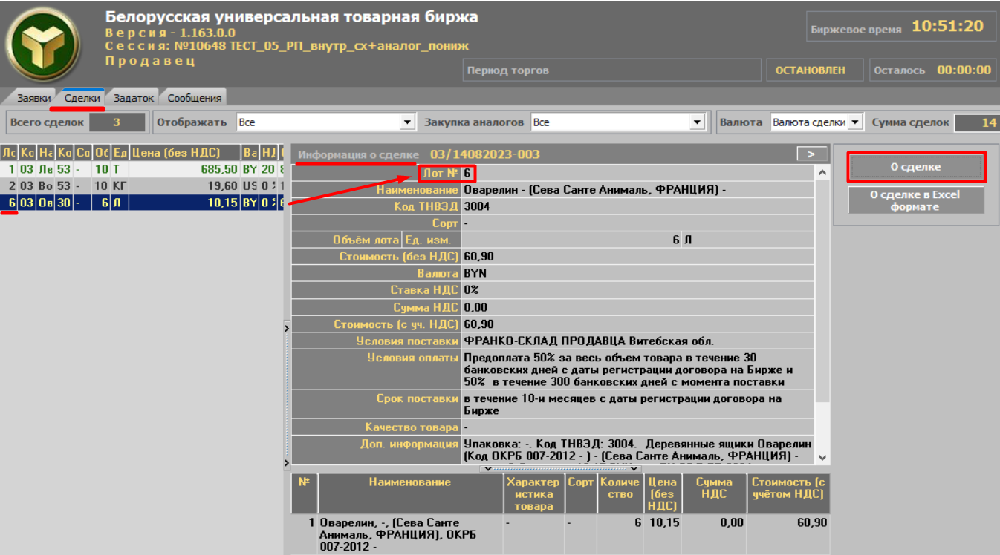 Белорусская универсальная товарная биржа
Версия - 1.163.0.0
Сессия: №10648 ТЕСТ_05_РП_внутр_сх+аналог_пониж
Продавец
Биржевое время 10:51:20
Период торгов ОСТАНОВЛЕН Осталось 00:00:00
Заявки Сделки Задаток Сообщения
Всего сделок 3 Отображать Все Закупка аналогов Все Валюта Валюта сделки Сумма сделок 14
Ко На Ко Со Об Ед Цена (без НДС) Ва
1 03 Ле 53 - 10 Т 685,50 BY 20
2 03 Во 53 - 10 КГ 19,60 US 0
6 03 Ов 30 - 6 Л 10,15 BY 0
Информация о сделке 03/14082023-003 >
Лот № 6
Наименование Оварелин - (Сева Санте Анималь, ФРАНЦИЯ) -
Код ТНВЭД 3004
Сорт -
Объём лота Ед. изм. 6 Л
Стоимость (без НДС) 60,90
Валюта BYN
Ставка НДС 0%
Сумма НДС 0,00
Стоимость (с уч. НДС) 60,90
Условия поставки ФРАНКО-СКЛАД ПРОДАВЦА Витебская обл.
Условия оплаты Предоплата 50% за весь объем товара в течение 30
банковских дней с даты регистрации договора на Бирже и
50% в течение 300 банковских дней с момента поставки
Срок поставки в течение 10-и месяцев с даты регистрации договора на
Бирже
Качество товара -
Доп. информация Упаковка: -. Код ТНВЭД: 3004. Деревянные ящики Оварелин
(Код ОКРБ 007-2012 - ) - (Сева Санте Анималь, ФРАНЦИЯ) -
О сделке
О сделке в Excel
формате
№ Наименование Характер Сорт Количе Цена Сумма Стоимость (с
истика ство (без НДС учётом НДС)
товара НДС)
1 Оварелин, -, (Сева Санте - - 6 10,15 0,00 60,90
Анималь, ФРАНЦИЯ), ОКРБ
007-2012 -